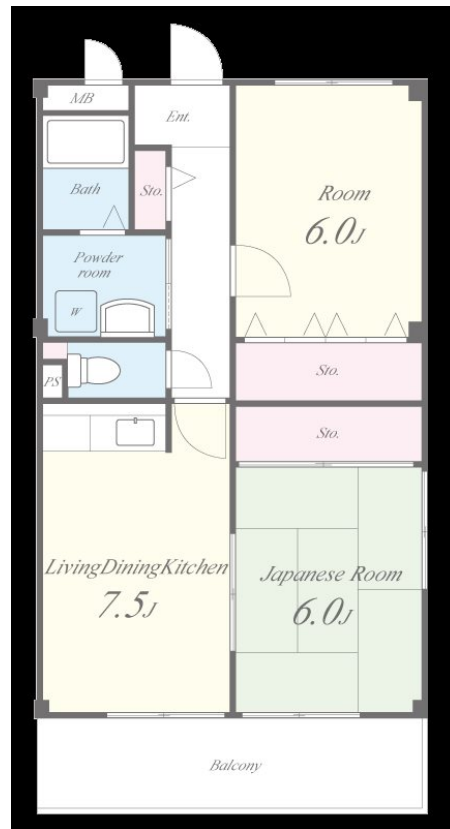 MB
Ent.
Bath
Sto.
Room
6.0J
Powder
room
W
PS
Sto.
Sto.
LivingDiningKitchen
7.5J
Japanese Room
6.0J
Balcony